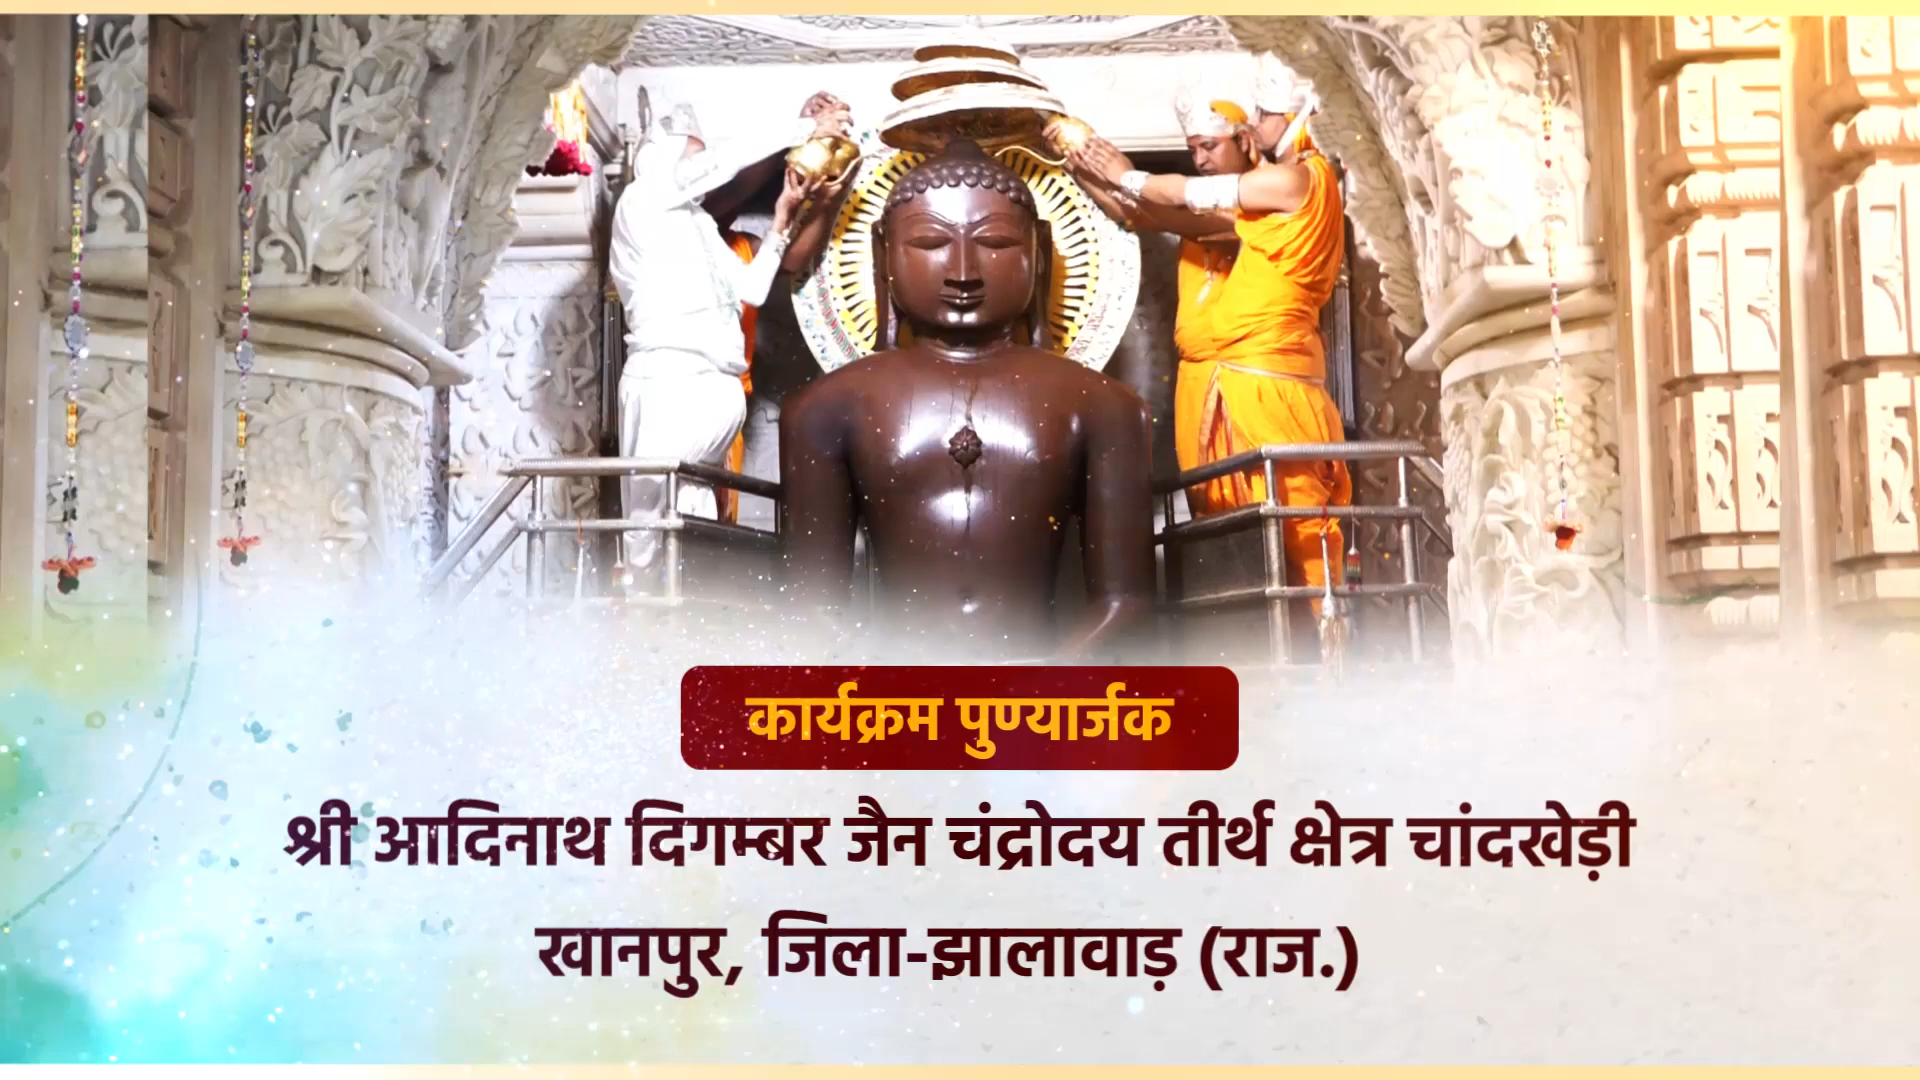 कार्यक्रम पुण्यार्जक
श्री आदिनाथ दिगम्बर जैन चंद्रोदय तीर्थ क्षेत्र चांदखेड़ी
खानपुर, जिला-झालावाड़ (राज.)